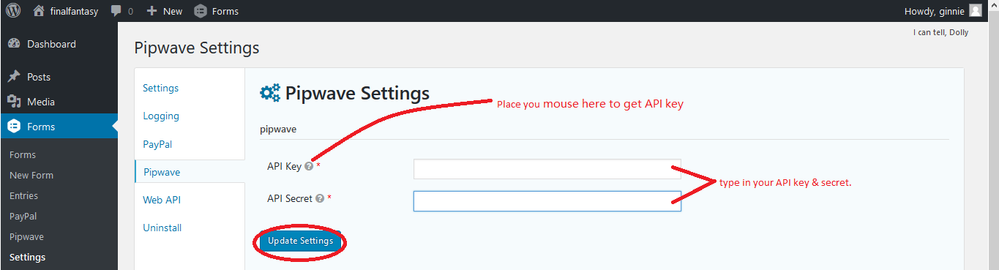 finalfantasy 0 New Forms Howdy, ginnie
I can tell, Dolly
Dashboard
Posts
Media
Forms
Forms
New Form
Entries
PayPal
Pipwave
Settings
Pipwave Settings
Settings
Logging
PayPal
Pipwave
Web API
Uninstall
Pipwave Settings
Place you mouse here to get API key
pipwave
API Key ? *
API Secret ? *
type in your API key & secret.
Update Settings